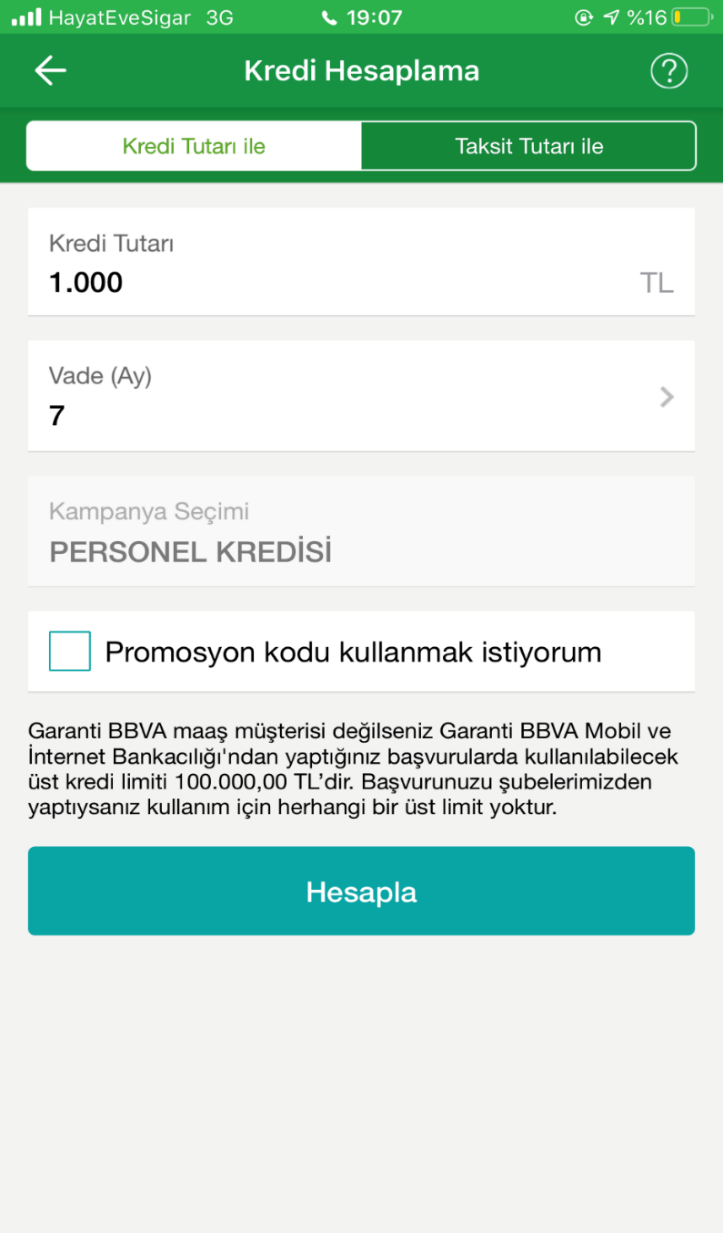 HayatEveSigar 3G 19:07 %16
Kredi Hesaplama ?
Kredi Tutarı ile Taksit Tutarı ile
Kredi Tutarı
1.000 TL
Vade (Ay)
7
Kampanya Seçimi
PERSONEL KREDİSİ
Promosyon kodu kullanmak istiyorum
Garanti BBVA maaş müşterisi değilseniz Garanti BBVA Mobil ve
İnternet Bankacılığı'ndan yaptığınız başvurularda kullanılabilecek
üst kredi limiti 100.000,00 TL’dir. Başvurunuzu şubelerimizden
yaptıysanız kullanım için herhangi bir üst limit yoktur.
Hesapla